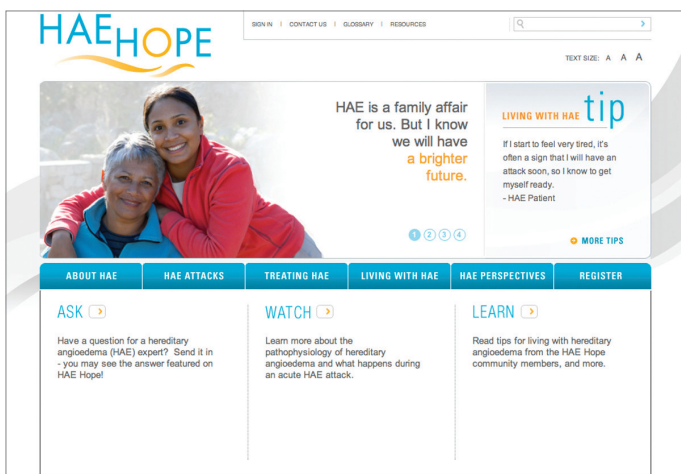 HAE HOPE
SIGN IN | CONTACT US | GLOSSARY | RESOURCES
TEXT SIZE: A A A
HAE is a family affair
for us. But I know
we will have
a brighter
future.
1 2 3 4
LIVING WITH HAE tip
If I start to feel very tired, it's
often a sign that I will have an
attack soon, so I know to get
myself ready.
- HAE Patient
MORE TIPS
ABOUT HAE HAE ATTACKS TREATING HAE LIVING WITH HAE HAE PERSPECTIVES REGISTER
ASK
Have a question for a hereditary
angioedema (HAE) expert? Send it in
- you may see the answer featured on
HAE Hope!
WATCH
Learn more about the
pathophysiology of hereditary
angioedema and what happens during
an acute HAE attack.
LEARN
Read tips for living with hereditary
angioedema from the HAE Hope
community members, and more.